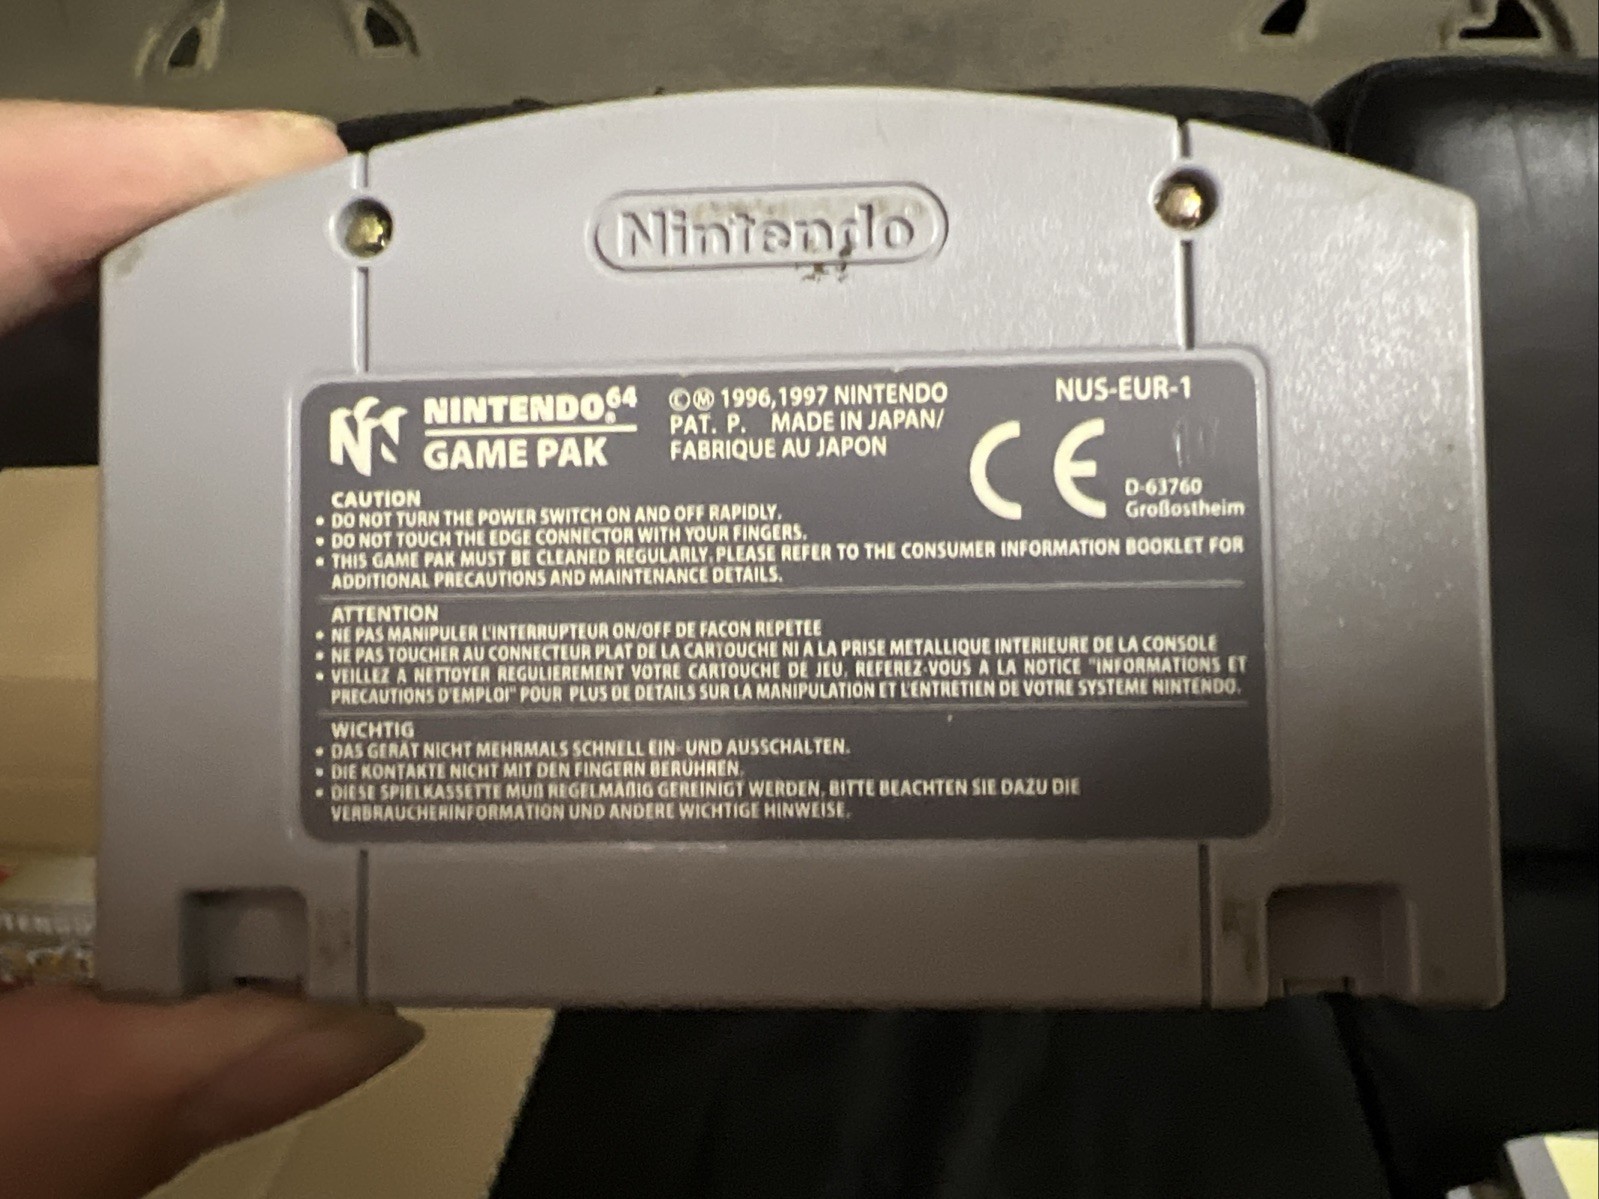 Nintendo
NINTENDO64
GAME PAK
©Ⓜ 1996,1997 NINTENDO
PAT. P. MADE IN JAPAN/
FABRIQUE AU JAPON
NUS-EUR-1
CE
D-63760
Großostheim
CAUTION
• DO NOT TURN THE POWER SWITCH ON AND OFF RAPIDLY.
• DO NOT TOUCH THE EDGE CONNECTOR WITH YOUR FINGERS.
• THIS GAME PAK MUST BE CLEANED REGULARLY. PLEASE REFER TO THE CONSUMER INFORMATION BOOKLET FOR
ADDITIONAL PRECAUTIONS AND MAINTENANCE DETAILS.
ATTENTION
• NE PAS MANIPULER L'INTERRUPTEUR ON/OFF DE FACON REPETEE
• NE PAS TOUCHER AU CONNECTEUR PLAT DE LA CARTOUCHE NI A LA PRISE METALLIQUE INTERIEURE DE LA CONSOLE
• VEILLEZ A NETTOYER REGULIEREMENT VOTRE CARTOUCHE DE JEU, REFEREZ-VOUS A LA NOTICE "INFORMATIONS ET
PRECAUTIONS D'EMPLOI" POUR PLUS DE DETAILS SUR LA MANIPULATION ET L'ENTRETIEN DE VOTRE SYSTEME NINTENDO.
WICHTIG
• DAS GERÄT NICHT MEHRMALS SCHNELL EIN- UND AUSSCHALTEN.
• DIE KONTAKTE NICHT MIT DEN FINGERN BERÜHREN.
• DIESE SPIELKASSETTE MUß REGELMÄßIG GEREINIGT WERDEN. BITTE BEACHTEN SIE DAZU DIE
VERBRAUCHERINFORMATION UND ANDERE WICHTIGE HINWEISE.